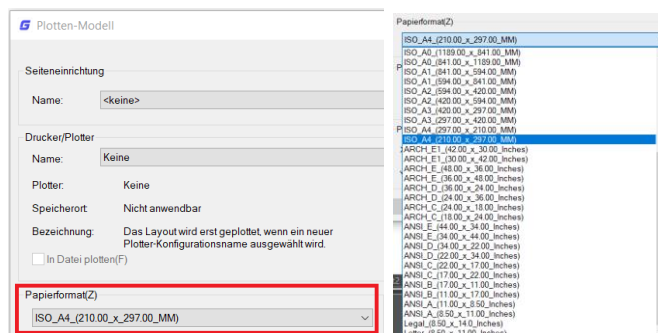 Plotten-Modell
Seiteneinrichtung
Name: <keine>
Drucker/Plotter
Name: Keine
Plotter: Keine
Speicherort: Nicht anwendbar
Bezeichnung: Das Layout wird erst geplottet, wenn ein neuer
Plotter-Konfigurationsname ausgewählt wird.
In Datei plotten(F)
Papierformat(Z)
ISO_A4_(210.00_x_297.00_MM)
Papierformat(Z)
ISO_A4_(210.00_x_297.00_MM)
ISO_A0_(1189.00_x_841.00_MM)
ISO_A0_(841.00_x_1189.00_MM)
ISO_A1_(841.00_x_594.00_MM)
ISO_A1_(594.00_x_841.00_MM)
ISO_A2_(594.00_x_420.00_MM)
ISO_A2_(420.00_x_594.00_MM)
ISO_A3_(420.00_x_297.00_MM)
ISO_A3_(297.00_x_420.00_MM)
ISO_A4_(297.00_x_210.00_MM)
ISO_A4_(210.00_x_297.00_MM)
ARCH_E1_(42.00_x_30.00_Inches)
ARCH_E1_(30.00_x_42.00_Inches)
ARCH_E_(48.00_x_36.00_Inches)
ARCH_E_(36.00_x_48.00_Inches)
ARCH_D_(36.00_x_24.00_Inches)
ARCH_D_(24.00_x_36.00_Inches)
ARCH_C_(24.00_x_18.00_Inches)
ARCH_C_(18.00_x_24.00_Inches)
ANSI_E_(44.00_x_34.00_Inches)
ANSI_E_(34.00_x_44.00_Inches)
ANSI_D_(34.00_x_22.00_Inches)
ANSI_D_(22.00_x_34.00_Inches)
ANSI_C_(22.00_x_17.00_Inches)
ANSI_C_(17.00_x_22.00_Inches)
ANSI_B_(17.00_x_11.00_Inches)
ANSI_B_(11.00_x_17.00_Inches)
ANSI_A_(11.00_x_8.50_Inches)
ANSI_A_(8.50_x_11.00_Inches)
Legal_(8.50_x_14.0_Inches)
Letter_(8.50_x_11.00_Inches)